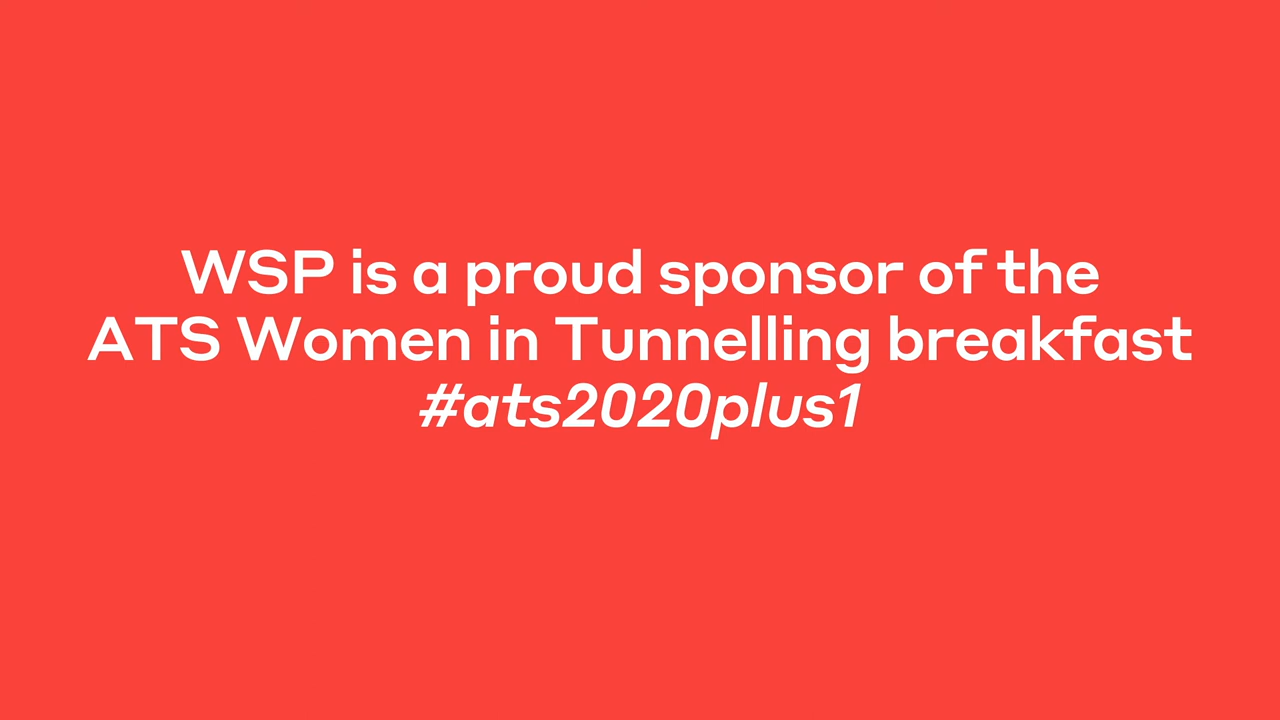 WSP is a proud sponsor of the
ATS Women in Tunnelling breakfast
#ats2020plus1